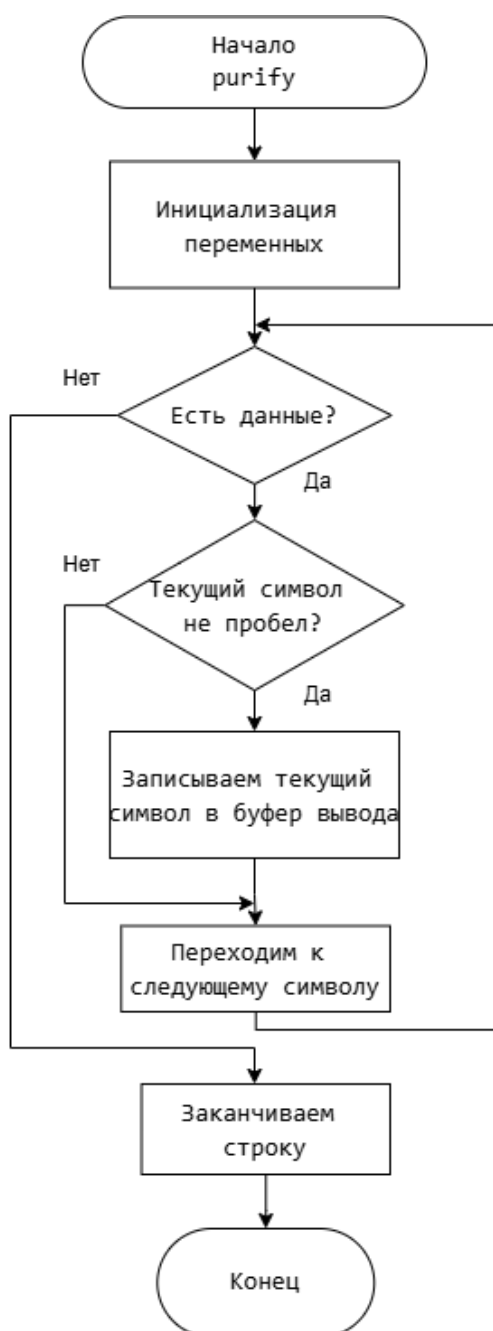 Начало
purify
Инициализация
переменных
Нет
Есть данные?
Да
Нет
Текущий символ
не пробел?
Да
Записываем текущий
символ в буфер вывода
Переходим к
следующему символу
Заканчиваем
строку
Конец